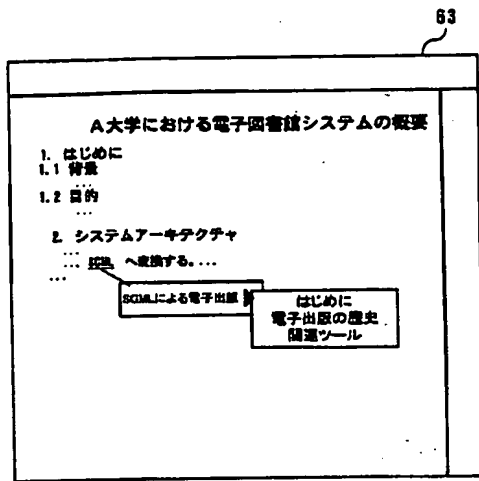 63
A大学における電子図書館システムの概要
1. はじめに
1.1 背景
...
1.2 目的
...
2. システムアーキテクチャ
... SGML へ変換する。...
...
SGMLによる電子出版
はじめに
電子出版の歴史
関連ツール